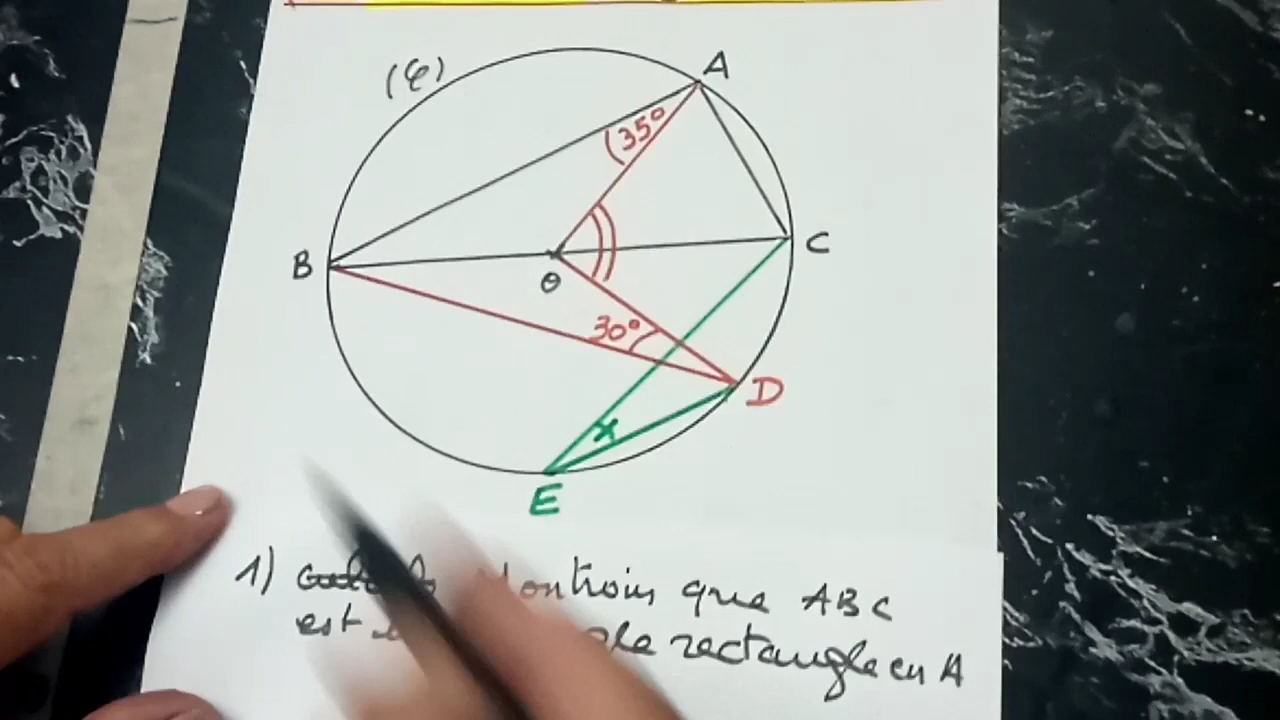 (φ)
A
35°
B
O
C
30°
D
x
E
1) Montrons que ABC
est rectangle en A